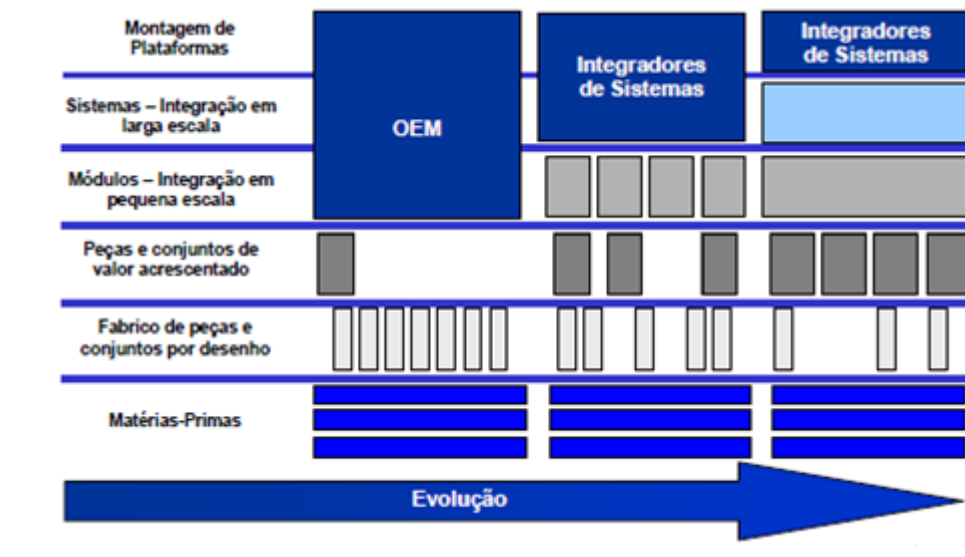 Montagem de
Plataformas
OEM
Integradores
de Sistemas
Integradores
de Sistemas
Sistemas – Integração em
larga escala
Módulos – Integração em
pequena escala
Peças e conjuntos de
valor acrescentado
Fabrico de peças e
conjuntos por desenho
Matérias-Primas
Evolução